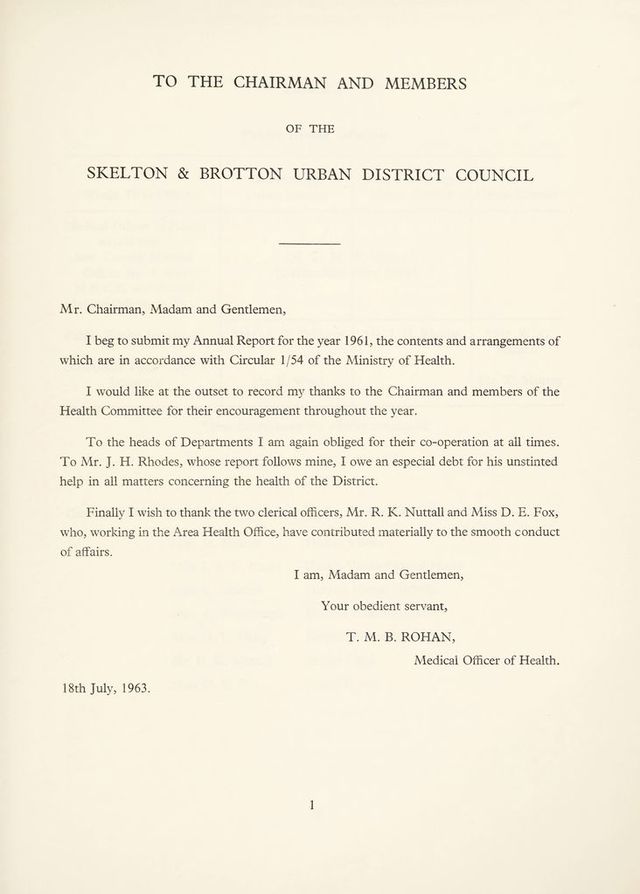 TO THE CHAIRMAN AND MEMBERS
OF THE
SKELTON & BROTTON URBAN DISTRICT COUNCIL
Mr. Chairman, Madam and Gentlemen,
I beg to submit my Annual Report for the year 1961, the contents and arrangements of
which are in accordance with Circular 1/54 of the Ministry of Health.
I would like at the outset to record my thanks to the Chairman and members of the
Health Committee for their encouragement throughout the year.
To the heads of Departments I am again obliged for their co-operation at all times.
To Mr. J. H. Rhodes, whose report follows mine, I owe an especial debt for his unstinted
help in all matters concerning the health of the District.
Finally I wish to thank the two clerical officers, Mr. R. K. Nuttall and Miss D. E. Fox,
who, working in the Area Health Office, have contributed materially to the smooth conduct
of affairs.
I am, Madam and Gentlemen,
Your obedient servant,
T. M. B. ROHAN,
Medical Officer of Health.
18th July, 1963.
1